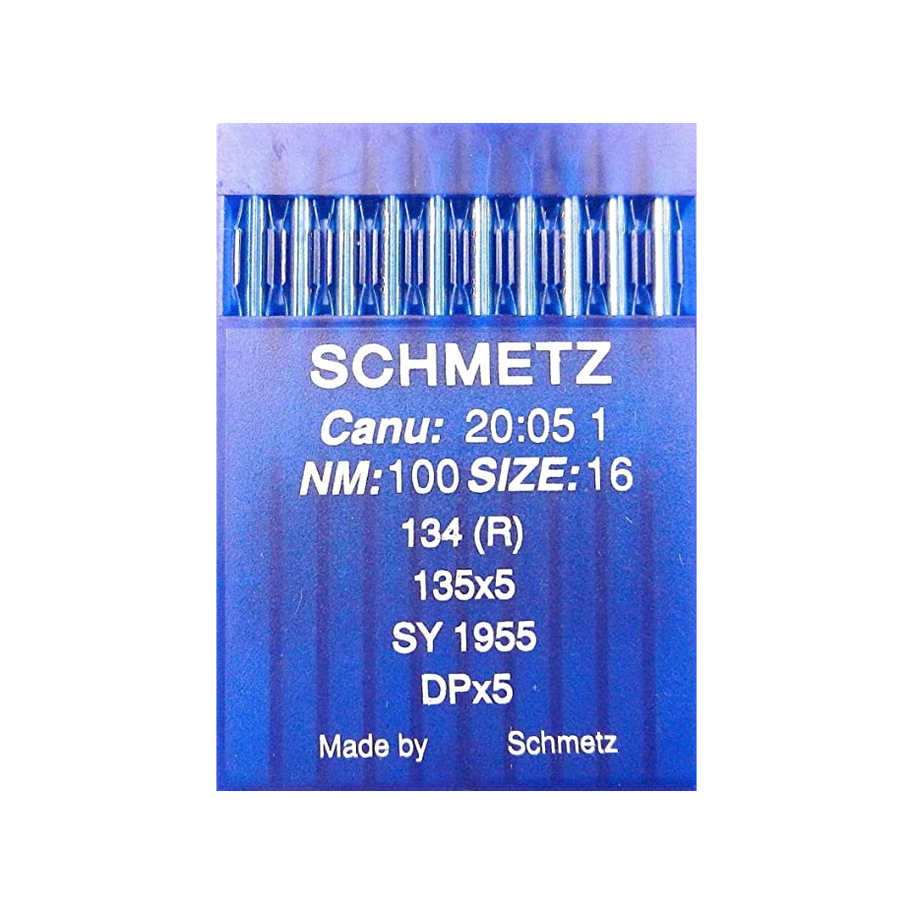 SCHMETZ
Canu: 20:05 1
NM:100 SIZE:16
134 (R)
135x5
SY 1955
DPx5
Made by Schmetz